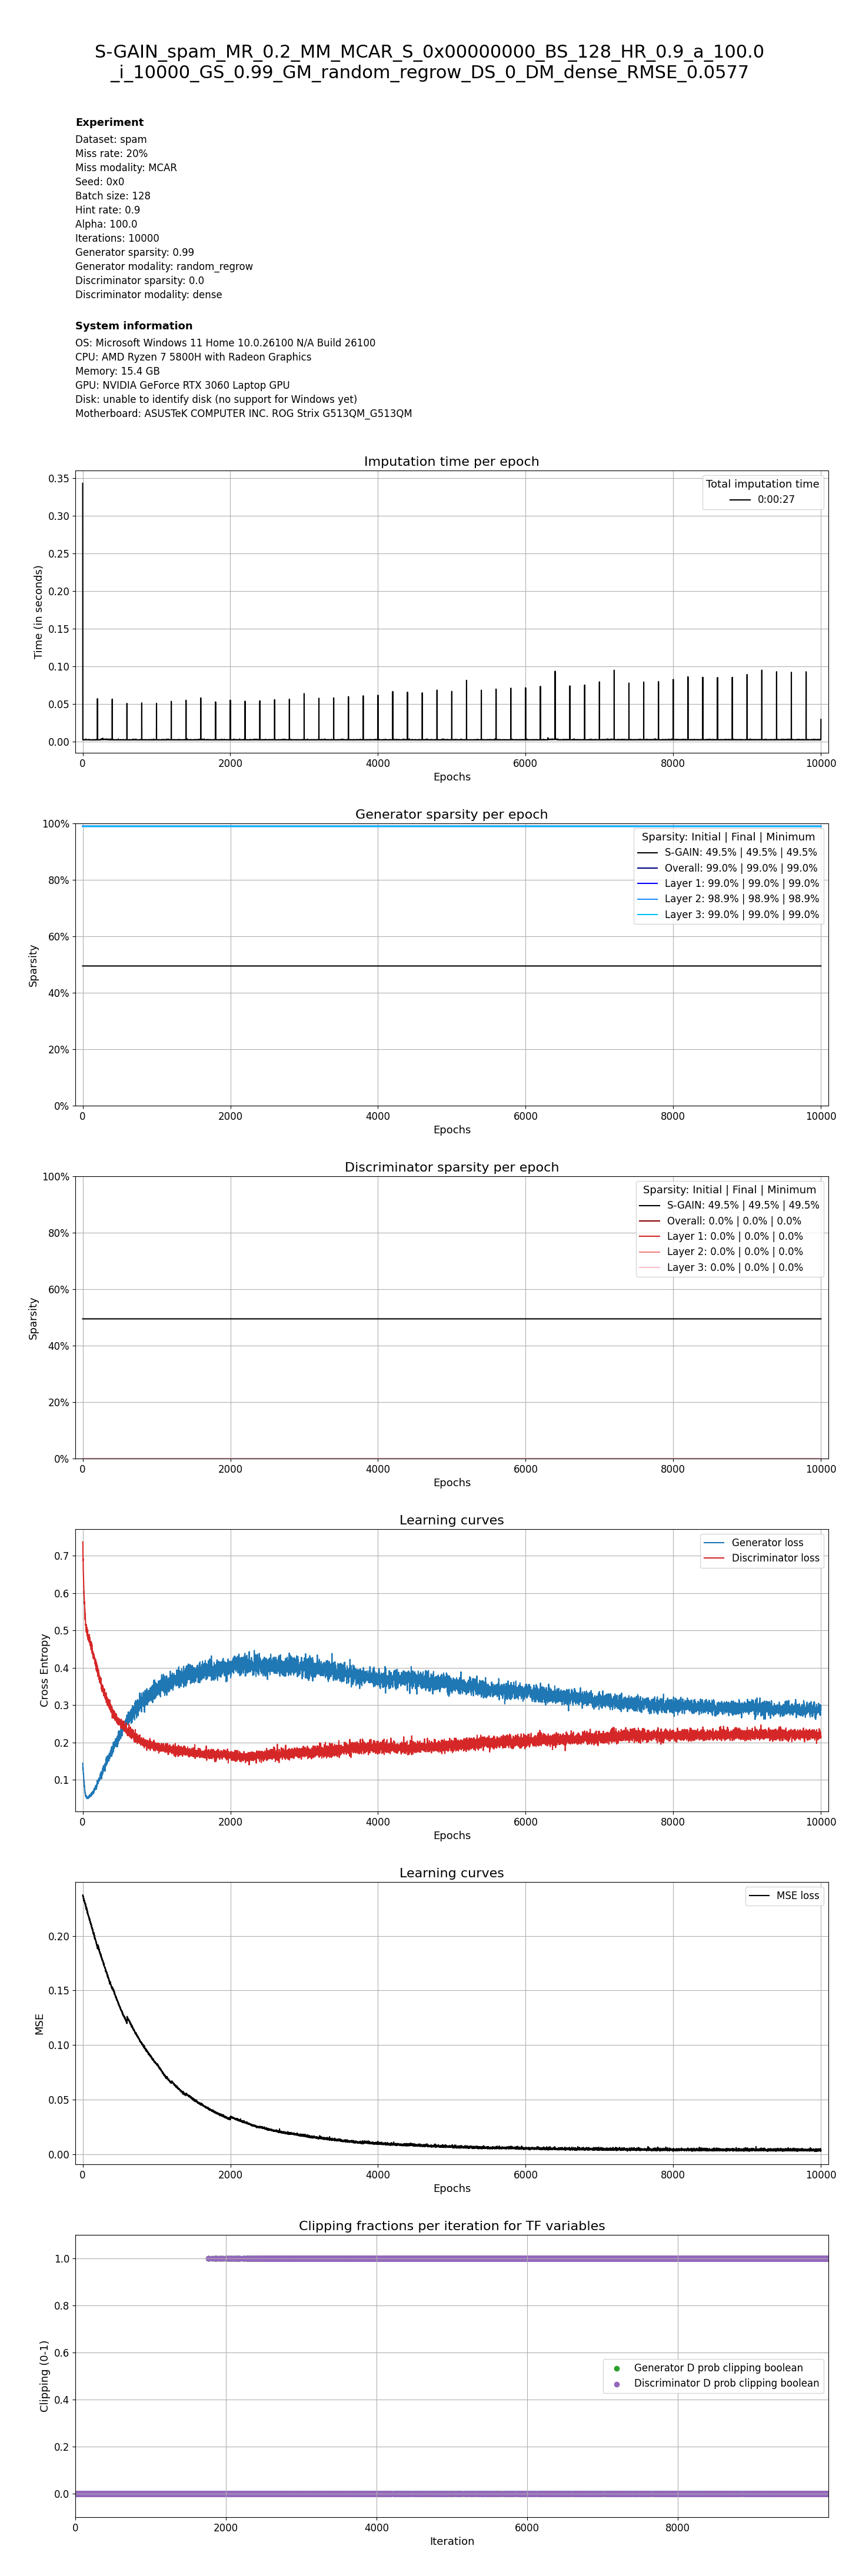 S-GAIN_spam_MR_0.2_MM_MCAR_S_0x00000000_BS_128_HR_0.9_a_100.0
_i_10000_GS_0.99_GM_random_regrow_DS_0_DM_dense_RMSE_0.0577
Experiment
Dataset: spam
Miss rate: 20%
Miss modality: MCAR
Seed: 0x0
Batch size: 128
Hint rate: 0.9
Alpha: 100.0
Iterations: 10000
Generator sparsity: 0.99
Generator modality: random_regrow
Discriminator sparsity: 0.0
Discriminator modality: dense
System information
OS: Microsoft Windows 11 Home 10.0.26100 N/A Build 26100
CPU: AMD Ryzen 7 5800H with Radeon Graphics
Memory: 15.4 GB
GPU: NVIDIA GeForce RTX 3060 Laptop GPU
Disk: unable to identify disk (no support for Windows yet)
Motherboard: ASUSTeK COMPUTER INC. ROG Strix G513QM_G513QM
Imputation time per epoch
Time (in seconds)
0.35
0.30
0.25
0.20
0.15
0.10
0.05
0.00
Total imputation time
0:00:27
0 2000 4000 6000 8000 10000
Epochs
Generator sparsity per epoch
Sparsity
100%
80%
60%
40%
20%
0%
Sparsity: Initial | Final | Minimum
S-GAIN: 49.5% | 49.5% | 49.5%
Overall: 99.0% | 99.0% | 99.0%
Layer 1: 99.0% | 99.0% | 99.0%
Layer 2: 98.9% | 98.9% | 98.9%
Layer 3: 99.0% | 99.0% | 99.0%
0 2000 4000 6000 8000 10000
Epochs
Discriminator sparsity per epoch
Sparsity
100%
80%
60%
40%
20%
0%
Sparsity: Initial | Final | Minimum
S-GAIN: 49.5% | 49.5% | 49.5%
Overall: 0.0% | 0.0% | 0.0%
Layer 1: 0.0% | 0.0% | 0.0%
Layer 2: 0.0% | 0.0% | 0.0%
Layer 3: 0.0% | 0.0% | 0.0%
0 2000 4000 6000 8000 10000
Epochs
Learning curves
Cross Entropy
0.7
0.6
0.5
0.4
0.3
0.2
0.1
Generator loss
Discriminator loss
0 2000 4000 6000 8000 10000
Epochs
Learning curves
MSE
0.20
0.15
0.10
0.05
0.00
MSE loss
0 2000 4000 6000 8000 10000
Epochs
Clipping fractions per iteration for TF variables
Clipping (0-1)
1.0
0.8
0.6
0.4
0.2
0.0
Generator D prob clipping boolean
Discriminator D prob clipping boolean
0 2000 4000 6000 8000
Iteration